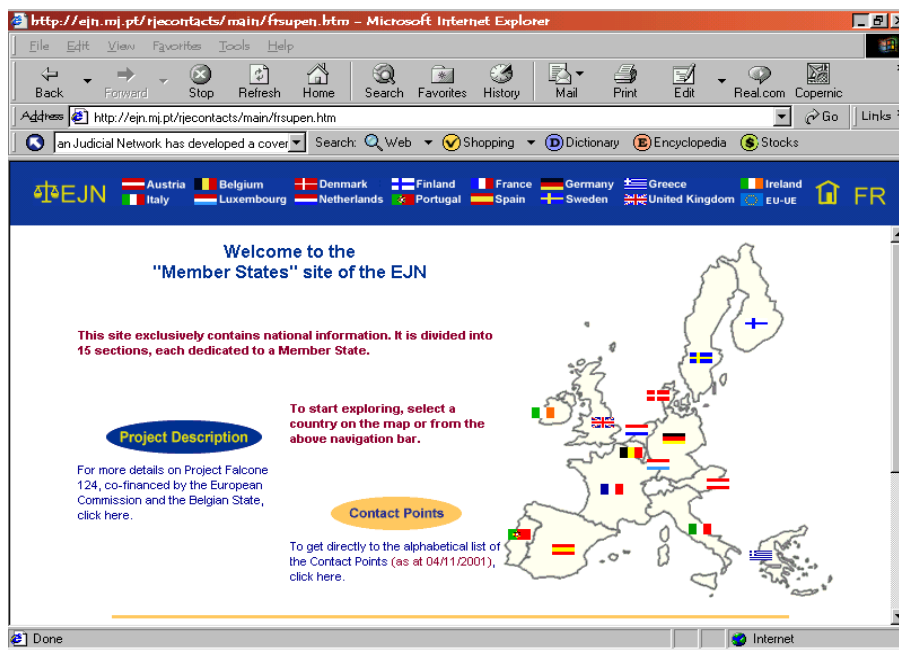 http://ejn.mj.pt/rjecontacts/main/frsupen.htm - Microsoft Internet Explorer
File Edit View Favorites Tools Help
Back Forward Stop Refresh Home Search Favorites History Mail Print Edit Real.com Copernic
Address http://ejn.mj.pt/rjecontacts/main/frsupen.htm Go Links
an Judicial Network has developed a cover Search: Web Shopping Dictionary Encyclopedia Stocks
EJN Austria Belgium Denmark Finland France Germany Greece Ireland FR
Italy Luxembourg Netherlands Portugal Spain Sweden United Kingdom EU-UE
Welcome to the
"Member States" site of the EJN
This site exclusively contains national information. It is divided into
15 sections, each dedicated to a Member State.
To start exploring, select a
country on the map or from the
above navigation bar.
Project Description
For more details on Project Falcone
124, co-financed by the European
Commission and the Belgian State,
click here.
Contact Points
To get directly to the alphabetical list of
the Contact Points (as at 04/11/2001),
click here.
Done Internet